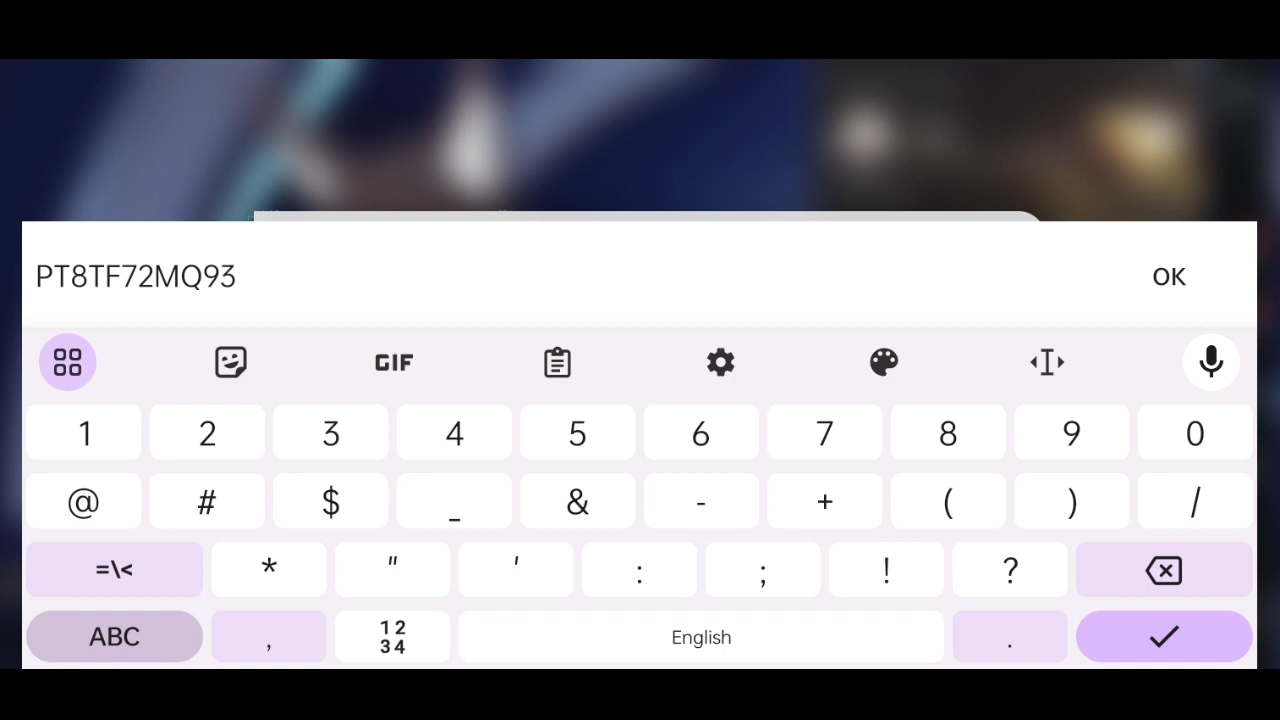 PT8TF72MQ93
OK
GIF
1 2 3 4 5 6 7 8 9 0
@ # $ _ & - + ( ) /
=\< * " ' : ; ! ?
ABC , 12 34 English .